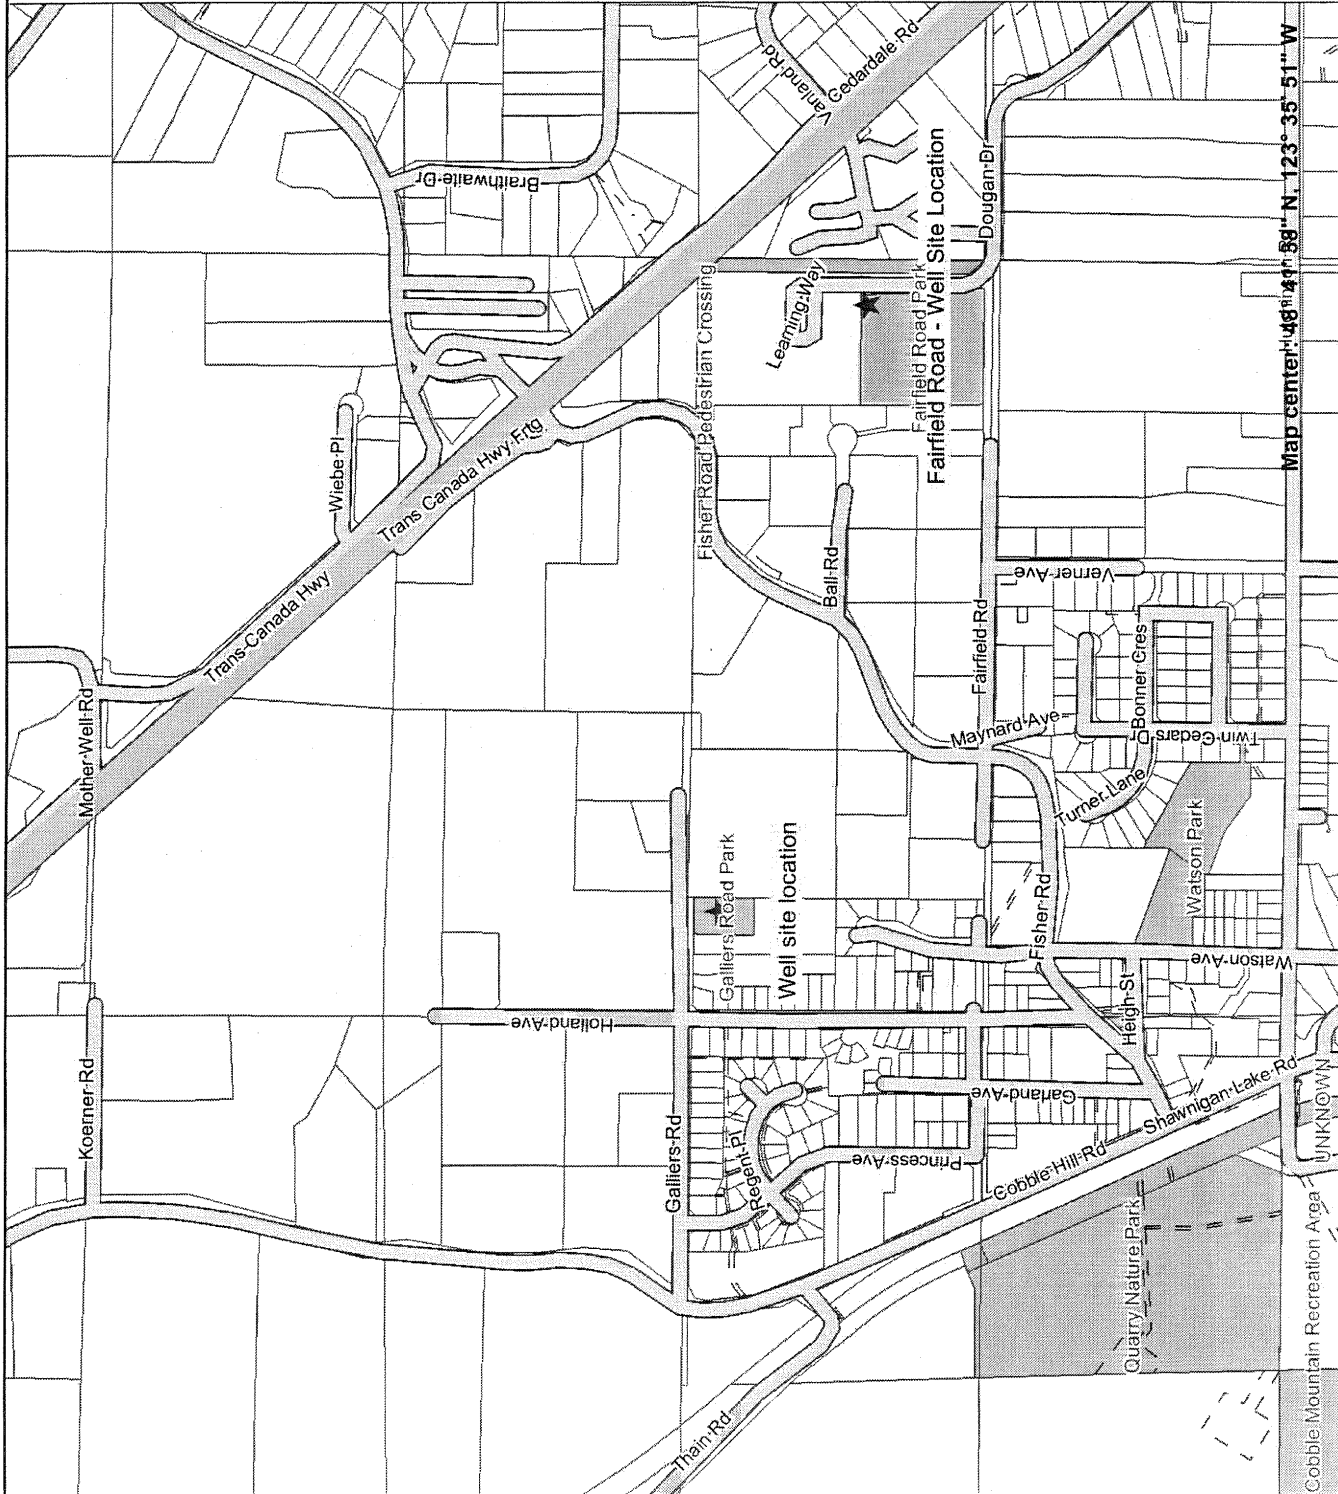 Vanland-Rd
Cedardale-Rd
Braithwaite-Dr
Dougan-Dr
Fairfield Road - Well Site Location
Fairfield Road Park
Leaming-Way
Fisher Road Pedestrian Crossing
Wiebe-Pl
Trans Canada Hwy-Frtg
Trans-Canada Hwy
Mother-Well-Rd
Ball-Rd
Fairfield-Rd
Verner-Ave
Maynard-Ave
Bonner Cres
Twin-Cedars
Dr
Turner-Lane
Watson Park
Galliers Road Park
Well site location
Fisher-Rd
Watson-Ave
Heigh-St
Holland-Ave
Koerner-Rd
Galliers-Rd
Regent-Pl
Garland-Ave
Princess-Ave
Shawnigan-Lake-Rd
Cobble-Hill-Rd
UNKNOWN
Quarry Nature Park
Thain-Rd
Cobble Mountain Recreation Area
Map center: 48° 41' 58" N, 123° 35' 51" W